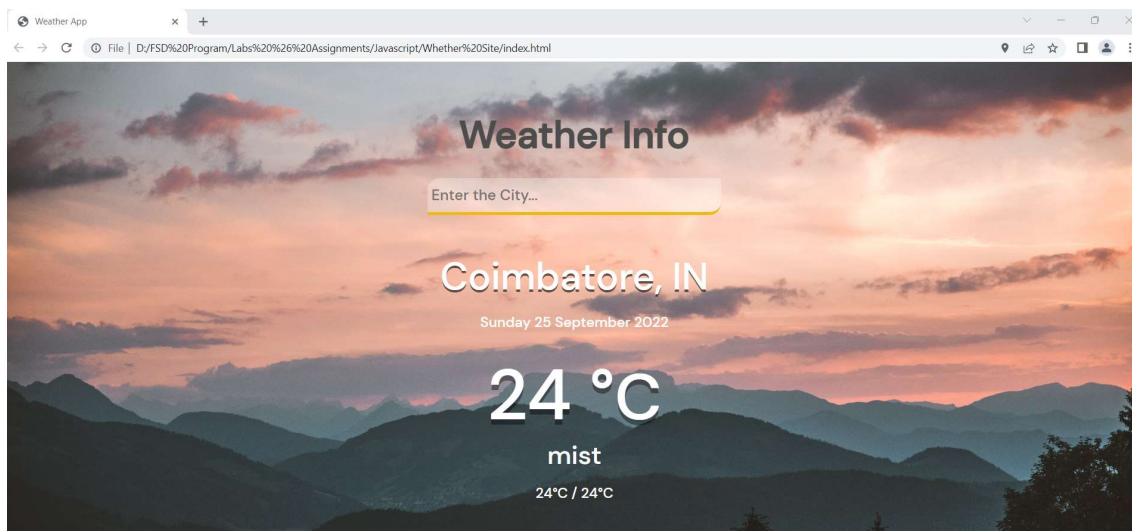 Weather App
File | D:/FSD%20Program/Labs%20%26%20Assignments/Javascript/Whether%20Site/index.html
Weather Info
Enter the City...
Coimbatore, IN
Sunday 25 September 2022
24 °C
mist
24°C / 24°C